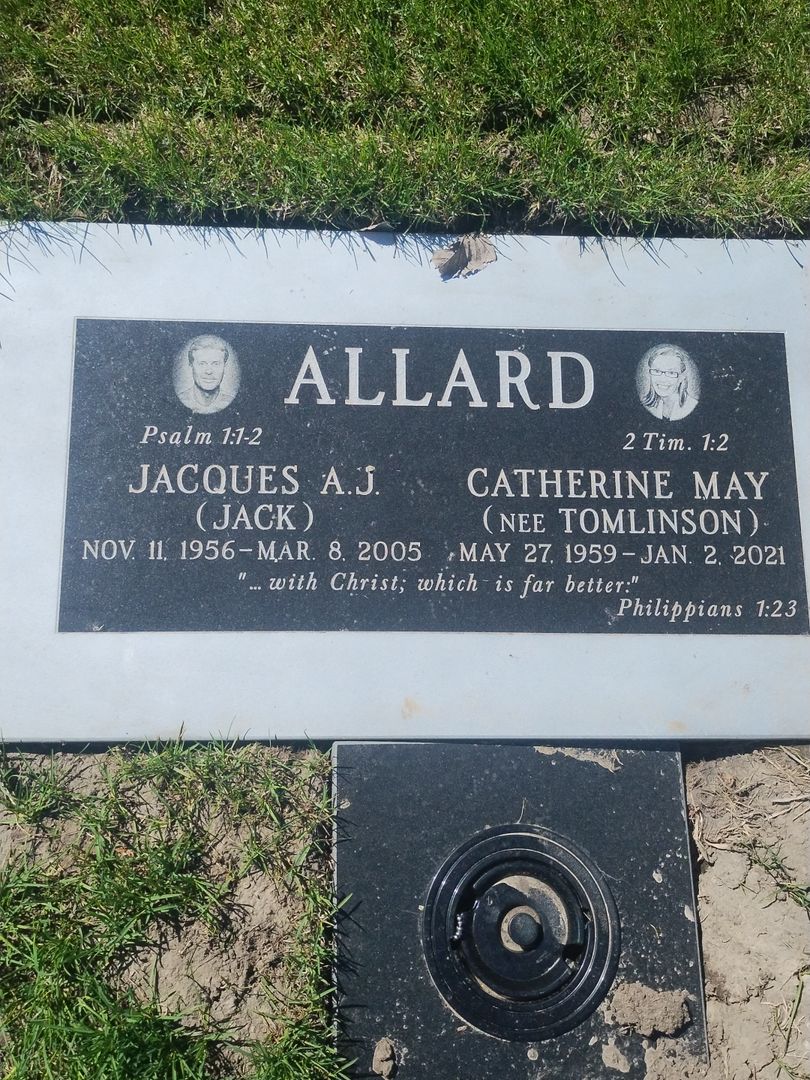 ALLARD
Psalm 1:1-2 2 Tim. 1:2
JACQUES A.J. CATHERINE MAY
(JACK) (NEE TOMLINSON)
NOV. 11, 1956–MAR. 8, 2005 MAY 27, 1959–JAN. 2, 2021
"... with Christ; which is far better:"
Philippians 1:23